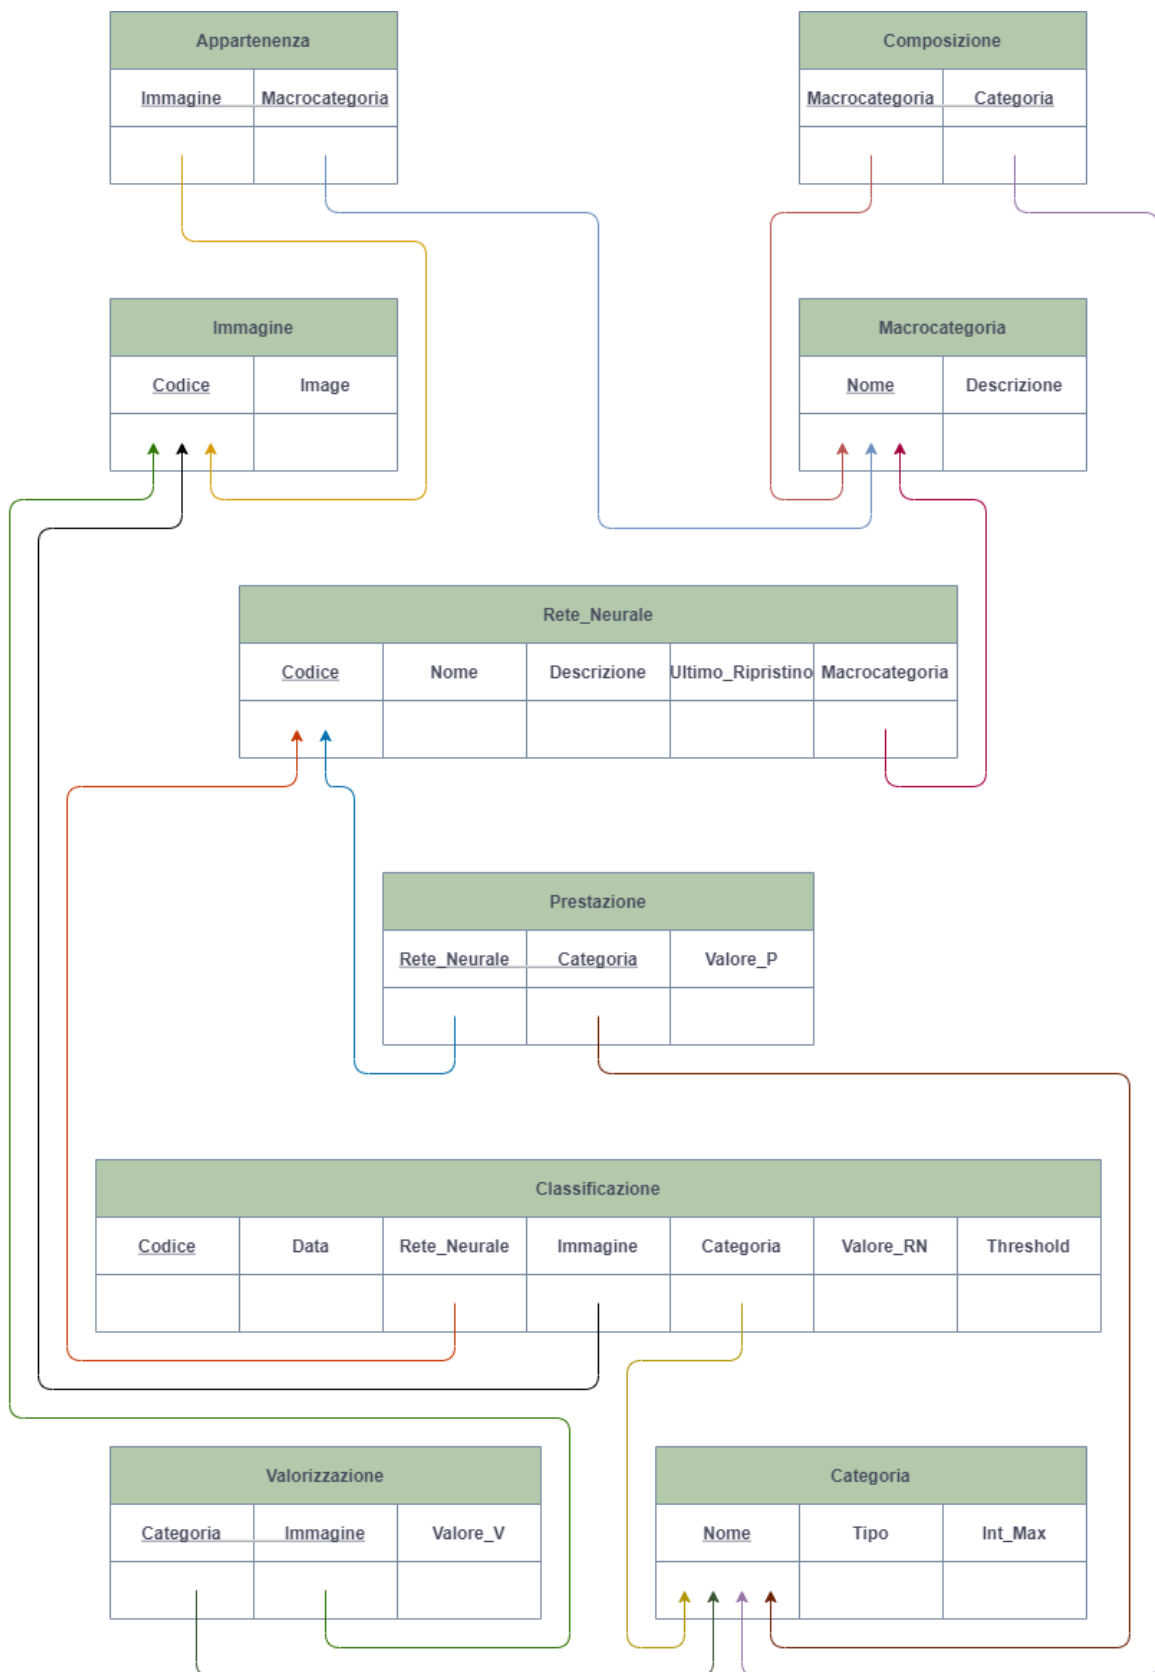 Appartenenza
Composizione
Immagine Macrocategoria
Macrocategoria Categoria
Immagine
Macrocategoria
Codice Image
Nome Descrizione
Rete_Neurale
Codice Nome Descrizione Ultimo_Ripristino Macrocategoria
Prestazione
Rete_Neurale Categoria Valore_P
Classificazione
Codice Data Rete_Neurale Immagine Categoria Valore_RN Threshold
Valorizzazione
Categoria
Categoria Immagine Valore_V
Nome Tipo Int_Max